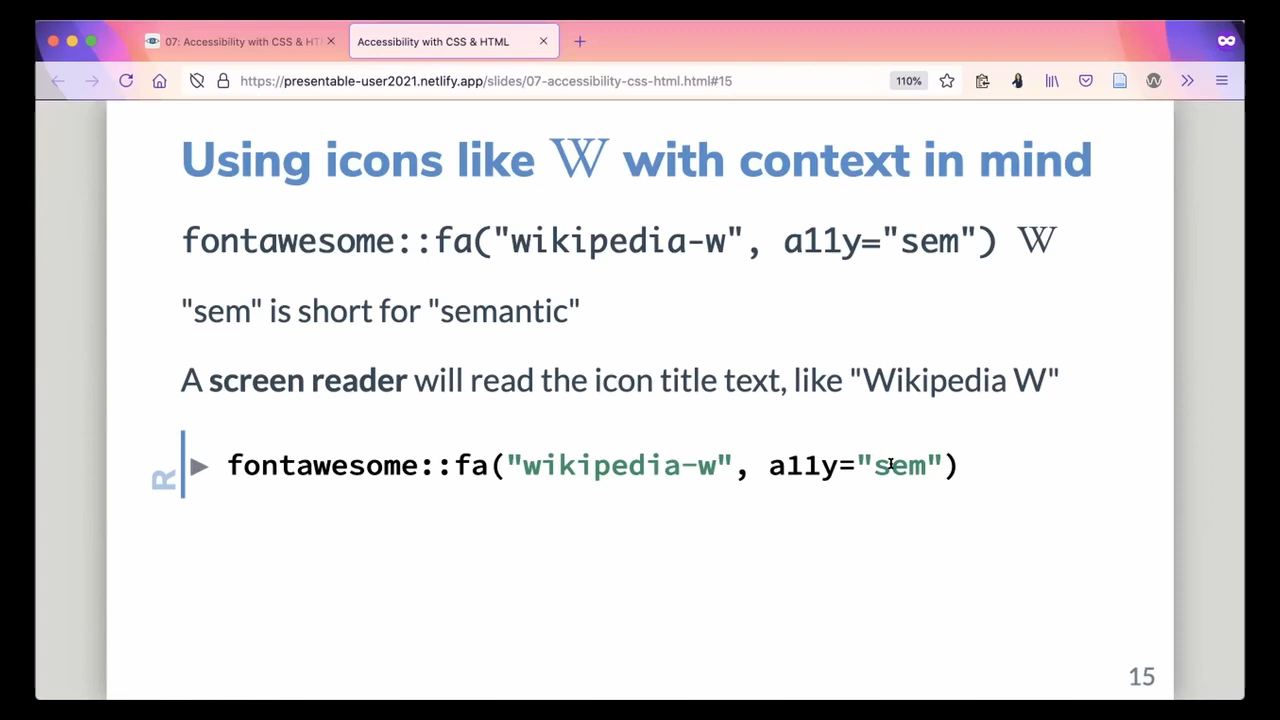 07: Accessibility with CSS & HT
Accessibility with CSS & HTML
https://presentable-user2021.netlify.app/slides/07-accessibility-css-html.html#15
110%
Using icons like W with context in mind
fontawesome::fa("wikipedia-w", a11y="sem") W
"sem" is short for "semantic"
A screen reader will read the icon title text, like "Wikipedia W"
R
fontawesome::fa("wikipedia-w", a11y="sem")
15